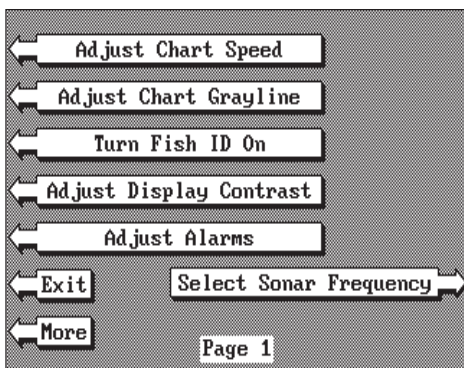 Adjust Chart Speed
Adjust Chart Grayline
Turn Fish ID On
Adjust Display Contrast
Adjust Alarms
Exit
Select Sonar Frequency
More
Page 1